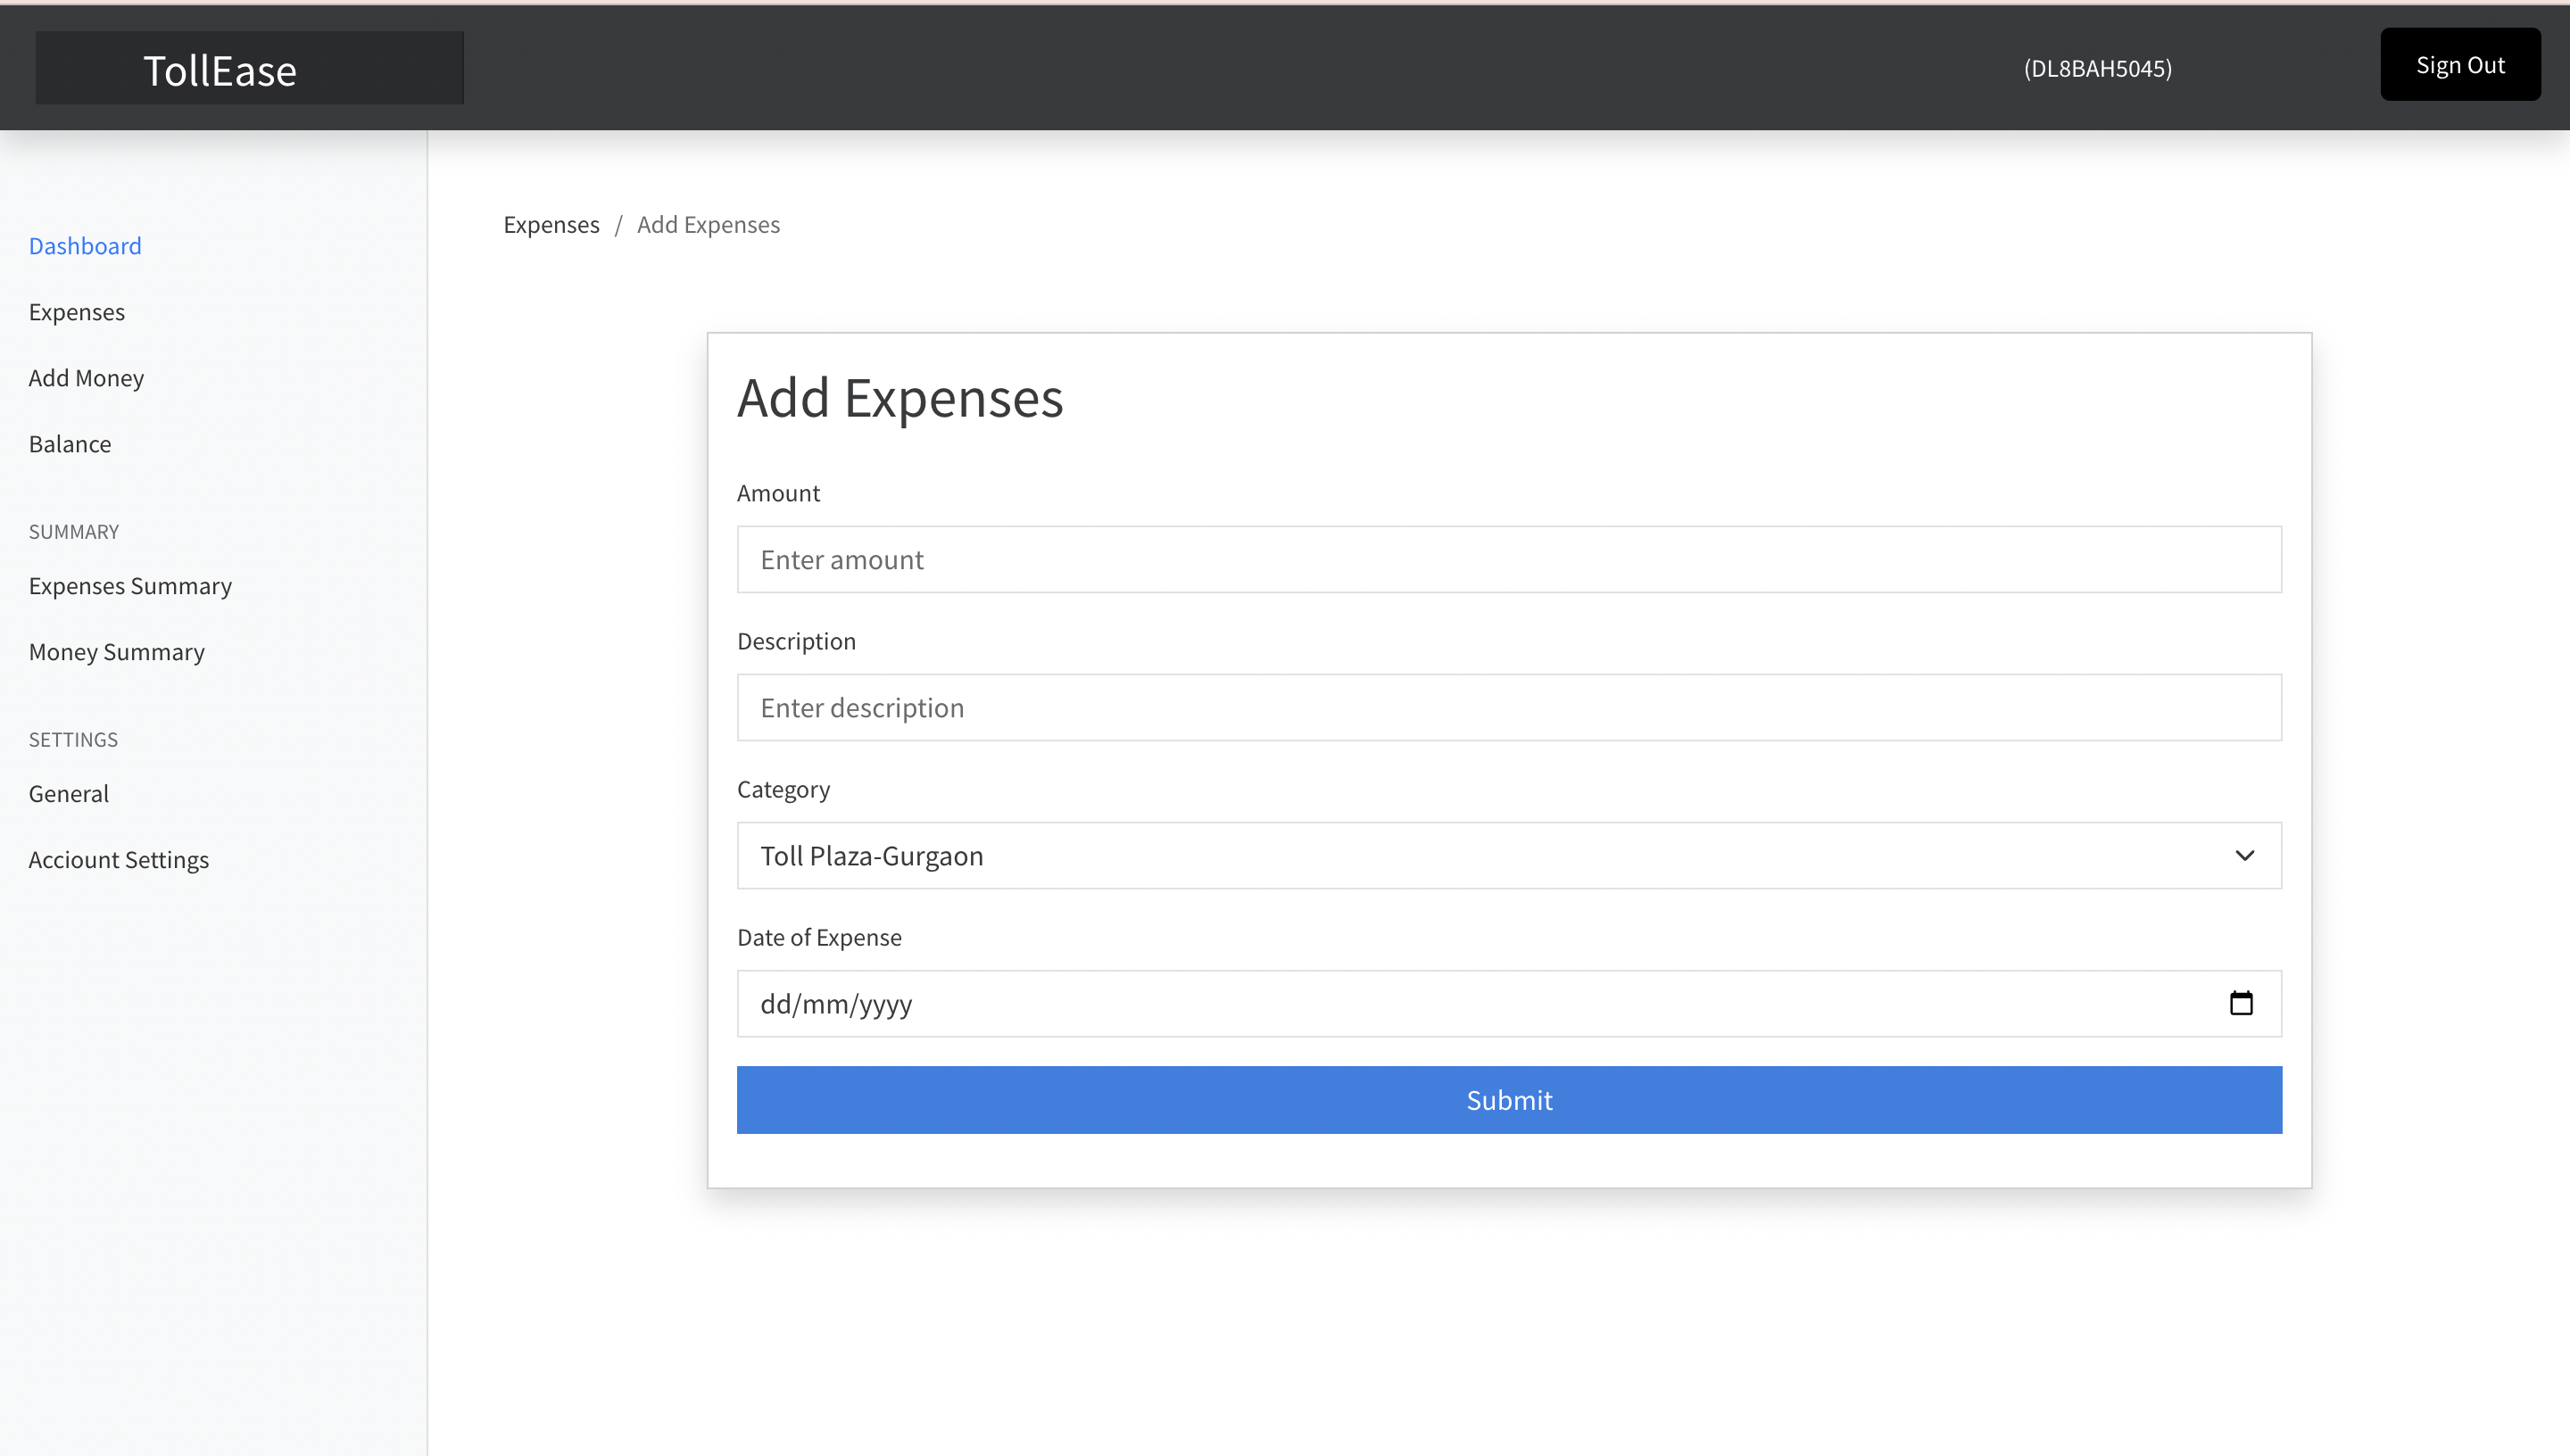 TollEase
(DL8BAH5045)
Sign Out
Dashboard
Expenses
Add Money
Balance
SUMMARY
Expenses Summary
Money Summary
SETTINGS
General
Acciount Settings
Expenses / Add Expenses
Add Expenses
Amount
Enter amount
Description
Enter description
Category
Toll Plaza-Gurgaon
Date of Expense
dd/mm/yyyy
Submit